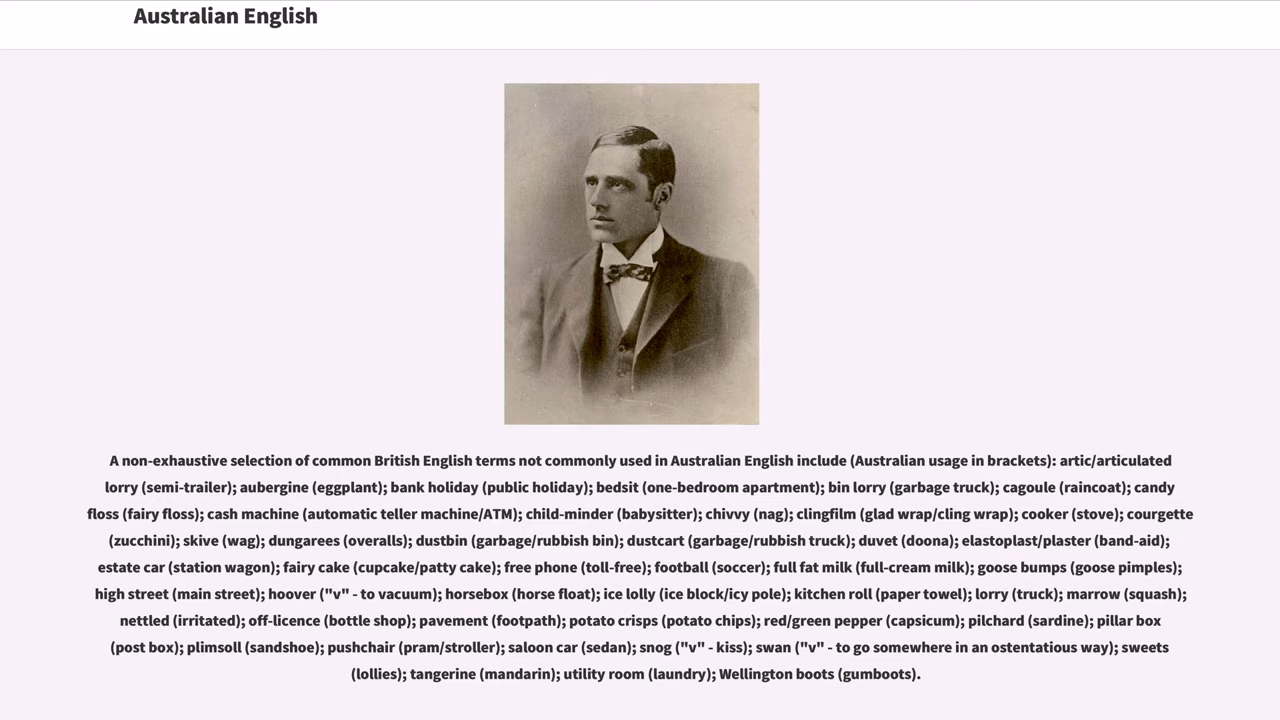 Australian English
A non-exhaustive selection of common British English terms not commonly used in Australian English include (Australian usage in brackets): artic/articulated
lorry (semi-trailer); aubergine (eggplant); bank holiday (public holiday); bedsit (one-bedroom apartment); bin lorry (garbage truck); cagoule (raincoat); candy
floss (fairy floss); cash machine (automatic teller machine/ATM); child-minder (babysitter); chivvy (nag); clingfilm (glad wrap/cling wrap); cooker (stove); courgette
(zucchini); skive (wag); dungarees (overalls); dustbin (garbage/rubbish bin); dustcart (garbage/rubbish truck); duvet (doona); elastoplast/plaster (band-aid);
estate car (station wagon); fairy cake (cupcake/patty cake); free phone (toll-free); football (soccer); full fat milk (full-cream milk); goose bumps (goose pimples);
high street (main street); hoover ("v" - to vacuum); horsebox (horse float); ice lolly (ice block/icy pole); kitchen roll (paper towel); lorry (truck); marrow (squash);
nettled (irritated); off-licence (bottle shop); pavement (footpath); potato crisps (potato chips); red/green pepper (capsicum); pilchard (sardine); pillar box
(post box); plimsoll (sandshoe); pushchair (pram/stroller); saloon car (sedan); snog ("v" - kiss); swan ("v" - to go somewhere in an ostentatious way); sweets
(lollies); tangerine (mandarin); utility room (laundry); Wellington boots (gumboots).